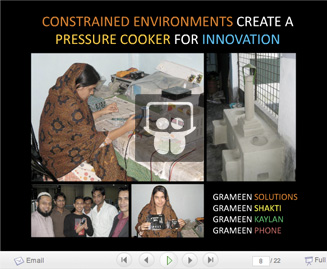 CONSTRAINED ENVIRONMENTS CREATE A
PRESSURE COOKER FOR INNOVATION
GRAMEEN SOLUTIONS
GRAMEEN SHAKTI
GRAMEEN KAYLAN
GRAMEEN PHONE
Email
8 / 22
Full